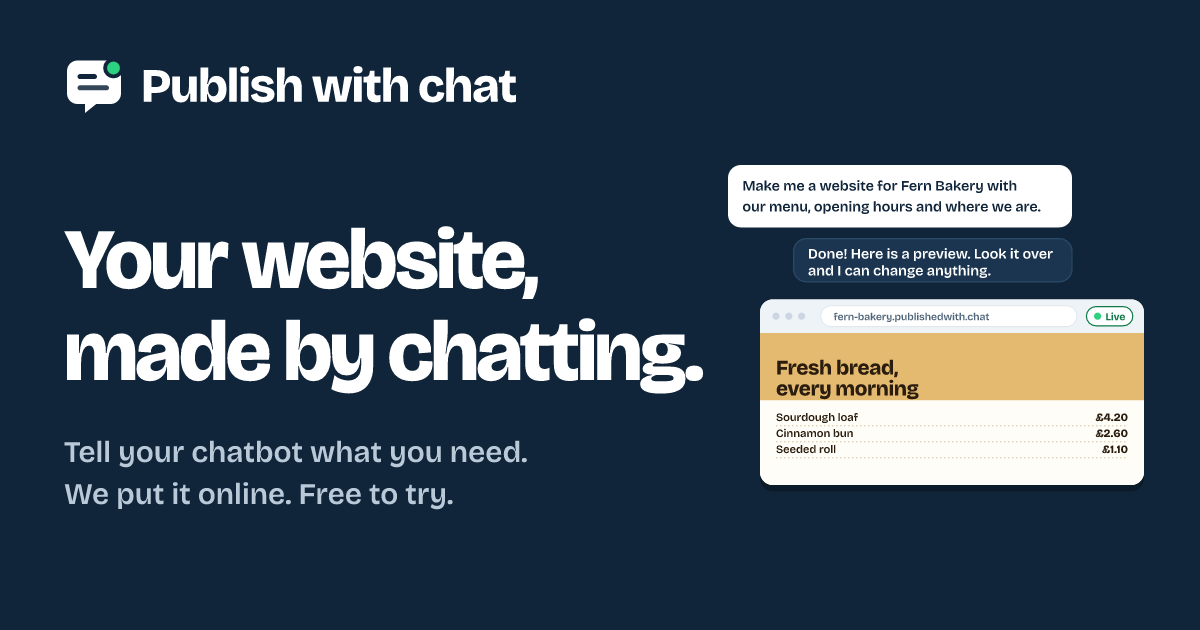 Publish with chat
Your website,
made by chatting.
Tell your chatbot what you need.
We put it online. Free to try.
Make me a website for Fern Bakery with
our menu, opening hours and where we are.
Done! Here is a preview. Look it over
and I can change anything.
fern-bakery.publishedwith.chat
Live
Fresh bread,
every morning
Sourdough loaf £4.20
Cinnamon bun £2.60
Seeded roll £1.10